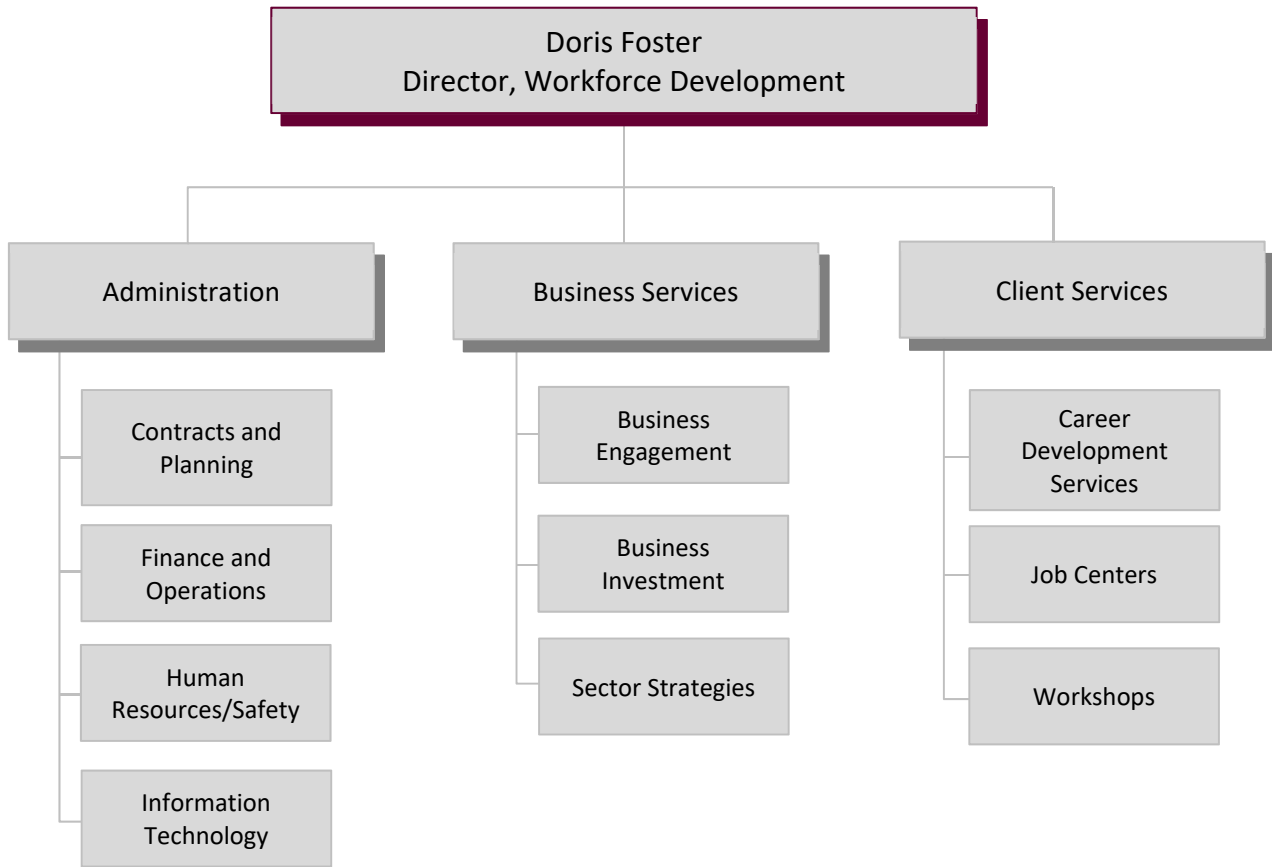 Doris Foster
Director, Workforce Development
Administration
Contracts and
Planning
Finance and
Operations
Human
Resources/Safety
Information
Technology
Business Services
Business
Engagement
Business
Investment
Sector Strategies
Client Services
Career
Development
Services
Job Centers
Workshops